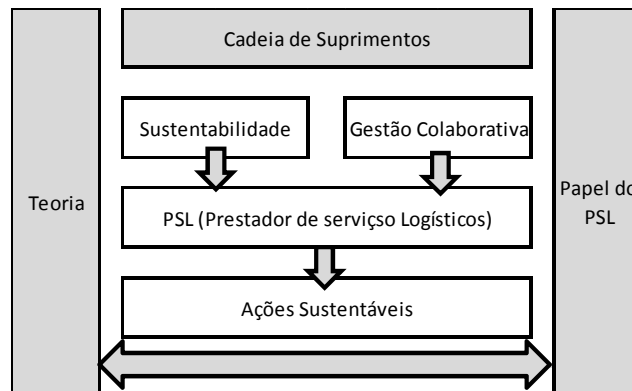 Cadeia de Suprimentos
Sustentabilidade
Gestão Colaborativa
Teoria
PSL (Prestador de serviçso Logísticos)
Papel do
PSL
Ações Sustentáveis